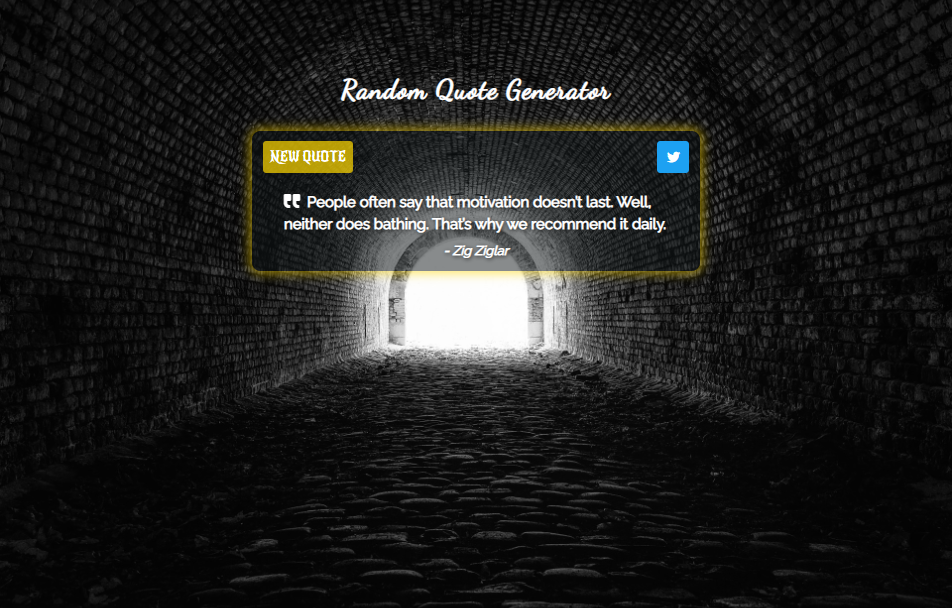 Random Quote Generator
NEW QUOTE
People often say that motivation doesn't last. Well,
neither does bathing. That's why we recommend it daily.
- Zig Ziglar